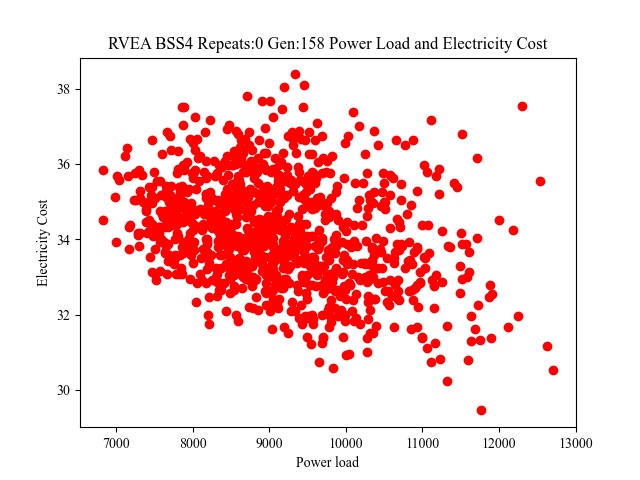 RVEA BSS4 Repeats:0 Gen:158 Power Load and Electricity Cost
38
36
34
32
30
Electricity Cost
7000 8000 9000 10000 11000 12000 13000
Power load